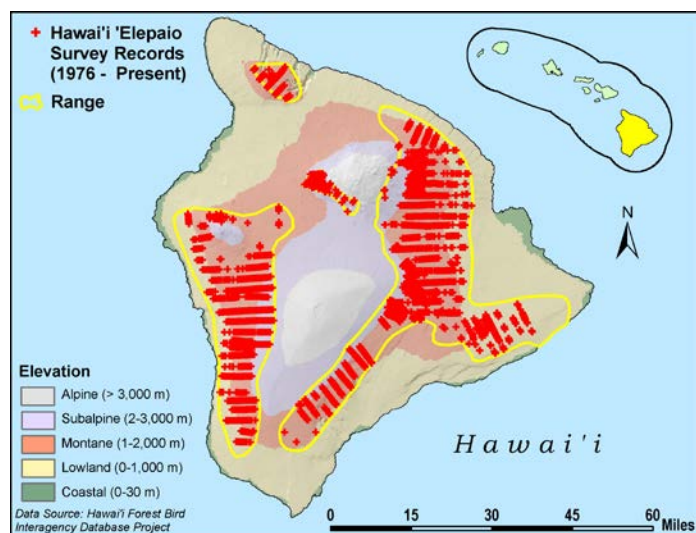 Hawai'i 'Elepaio
Survey Records
(1976 - Present)
Range
N
Elevation
Alpine (> 3,000 m)
Subalpine (2-3,000 m)
Montane (1-2,000 m)
Lowland (0-1,000 m)
Coastal (0-30 m)
Hawai'i
Data Source: Hawai'i Forest Bird
Interagency Database Project
0 15 30 45 60
Miles